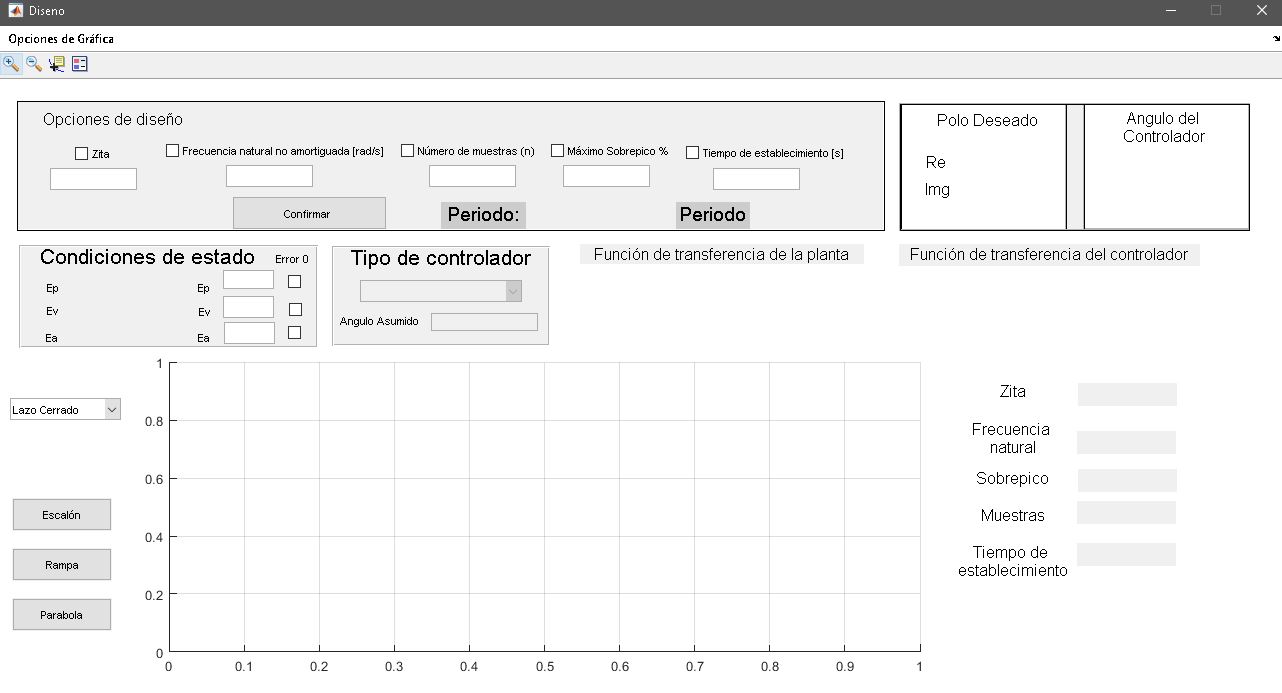 Diseno
Opciones de Gráfica
Opciones de diseño
Zita
Frecuencia natural no amortiguada [rad/s]
Número de muestras (n)
Máximo Sobrepico %
Tiempo de establecimiento [s]
Confirmar
Periodo:
Periodo
Polo Deseado
Re
Img
Angulo del
Controlador
Condiciones de estado
Error 0
Ep
Ep
Ev
Ev
Ea
Ea
Tipo de controlador
Angulo Asumido
Función de transferencia de la planta
Función de transferencia del controlador
Lazo Cerrado
Escalón
Rampa
Parabola
1
0.8
0.6
0.4
0.2
0
0 0.1 0.2 0.3 0.4 0.5 0.6 0.7 0.8 0.9 1
Zita
Frecuencia
natural
Sobrepico
Muestras
Tiempo de
establecimiento